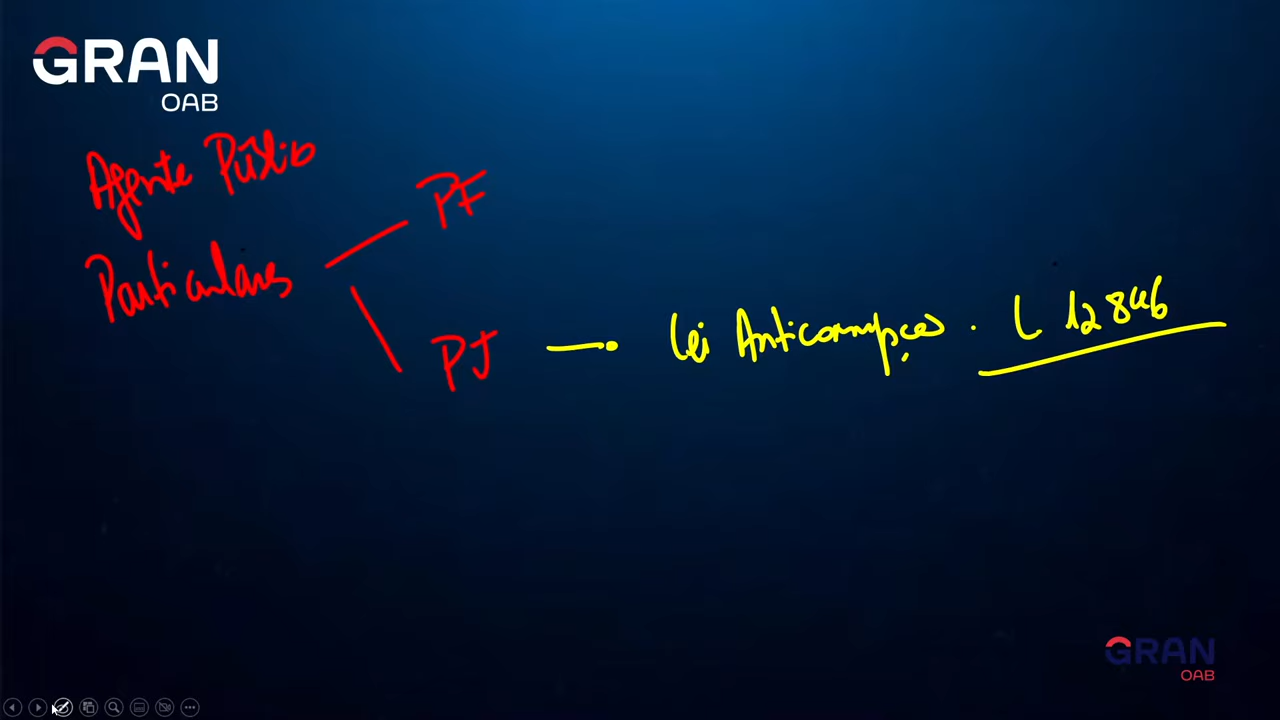 GRAN
OAB
Agente Público
PF
Particulares
PJ
Lei Anticorrupção. L 12846
GRAN
OAB